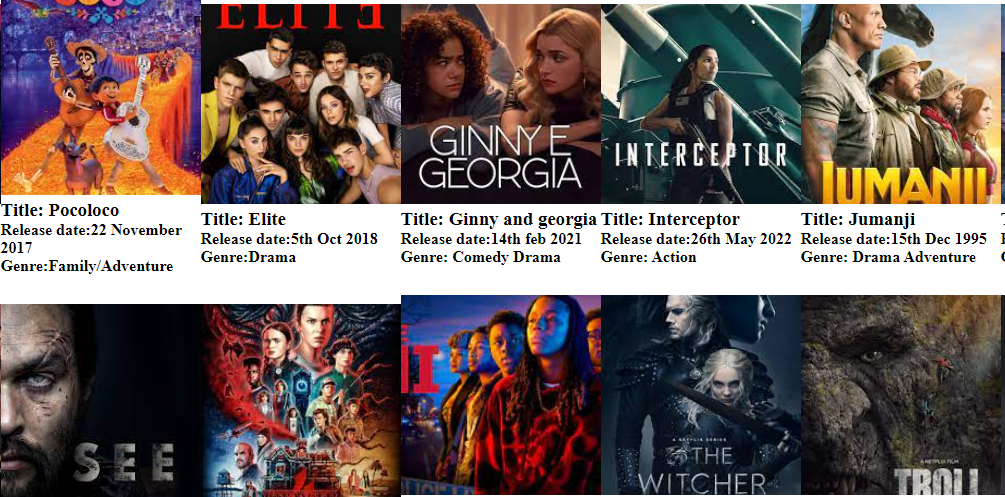 COCO
ELITE
GINNY E
GEORGIA
INTERCEPTOR
JUMANJI
Title: Pocoloco
Release date:22 November
2017
Genre:Family/Adventure
Title: Elite
Release date:5th Oct 2018
Genre:Drama
Title: Ginny and georgia
Release date:14th feb 2021
Genre: Comedy Drama
Title: Interceptor
Release date:26th May 2022
Genre: Action
Title: Jumanji
Release date:15th Dec 1995
Genre: Drama Adventure
SEE
A NETFLIX SERIES
THE
WITCHER
A NETFLIX FILM
TROLL